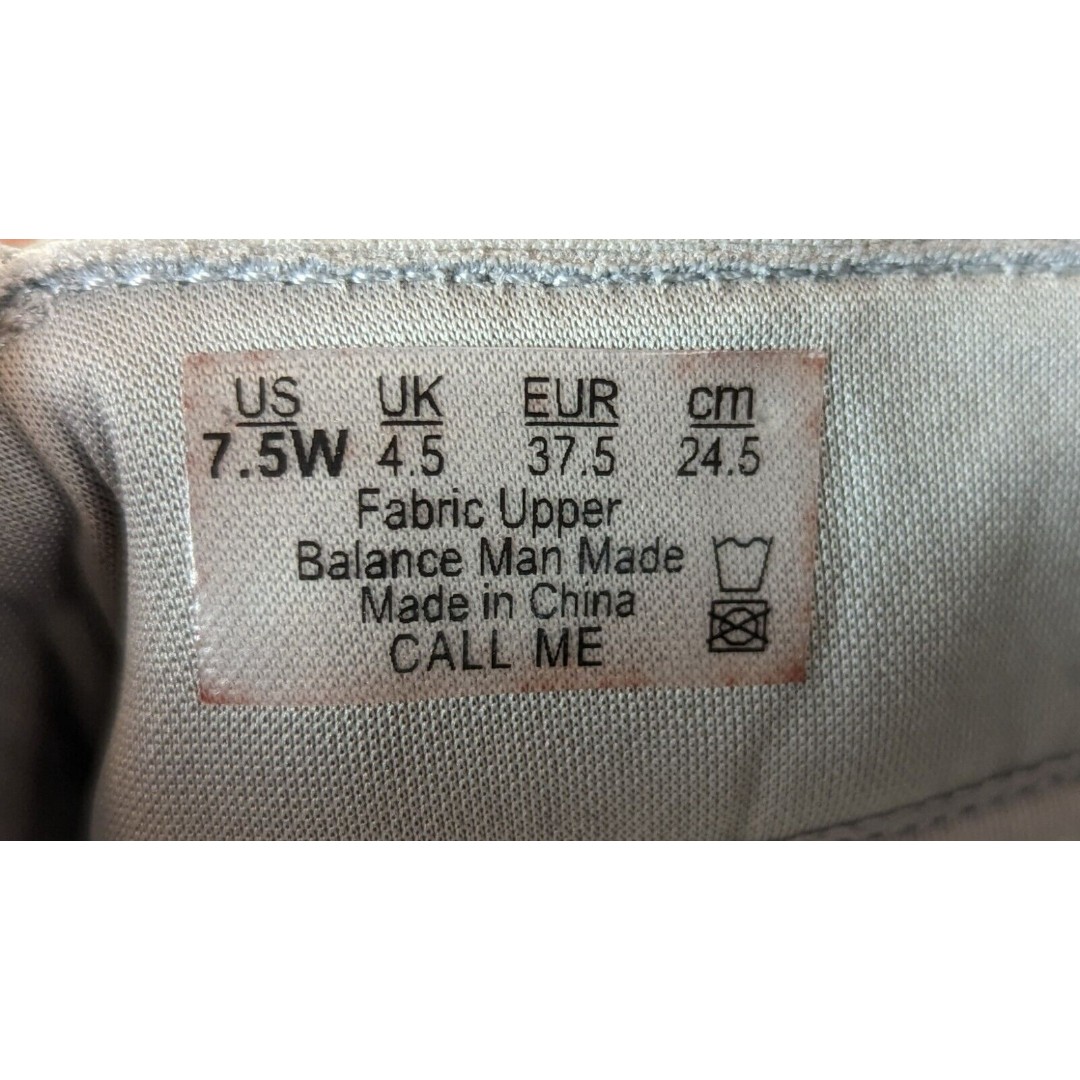 US UK EUR cm
7.5W 4.5 37.5 24.5
Fabric Upper
Balance Man Made
Made in China
CALL ME